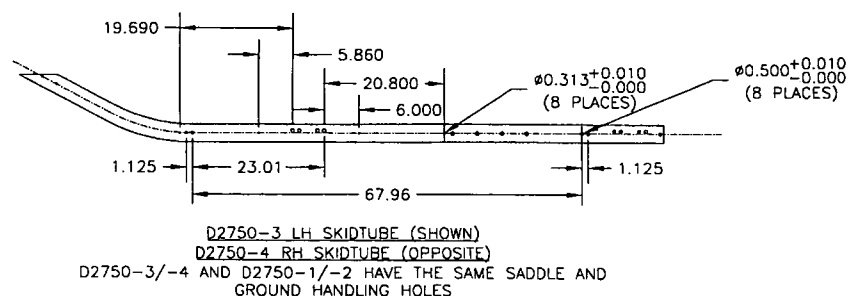 19.690
5.860
20.800
6.000
ø0.313+0.010
-0.000
(8 PLACES)
ø0.500+0.010
-0.000
(8 PLACES)
1.125
23.01
1.125
67.96
D2750-3 LH SKIDTUBE (SHOWN)
D2750-4 RH SKIDTUBE (OPPOSITE)
D2750-3/-4 AND D2750-1/-2 HAVE THE SAME SADDLE AND
GROUND HANDLING HOLES